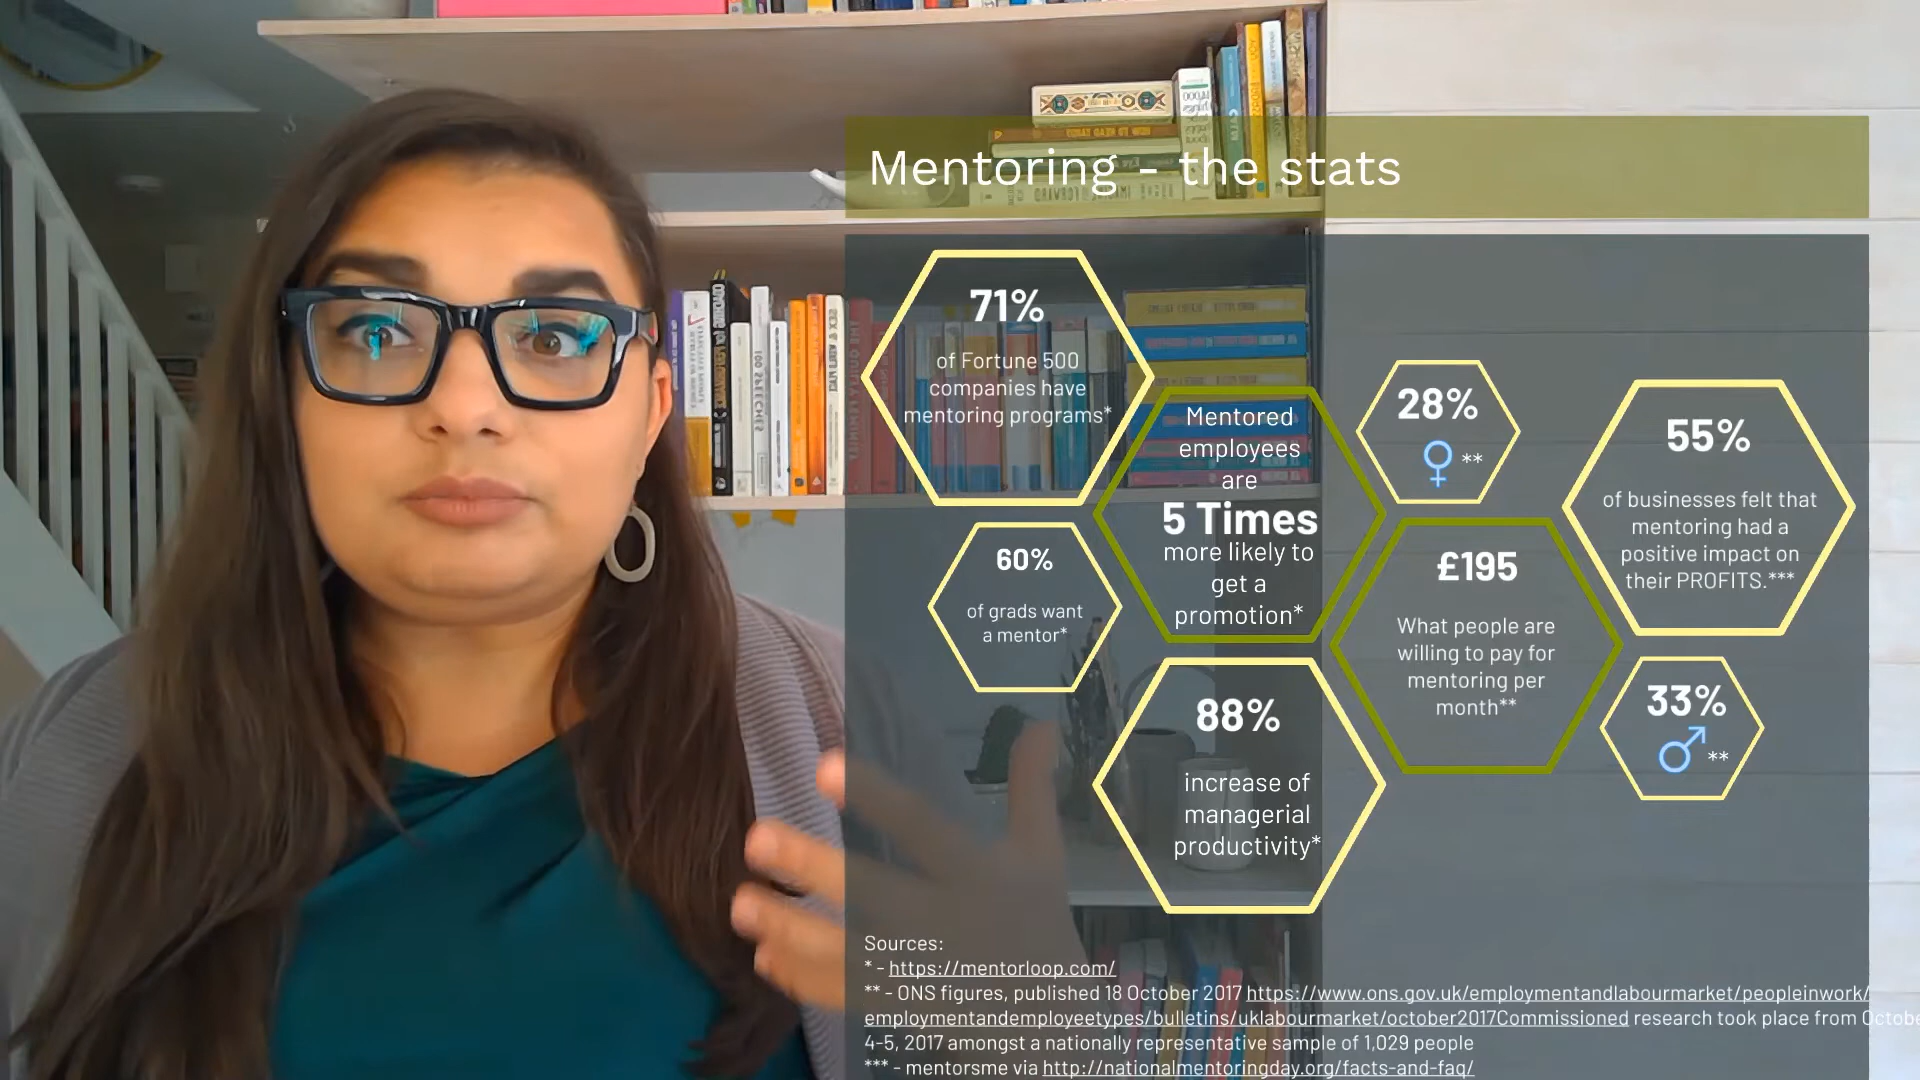 Mentoring - the stats
71%
of Fortune 500
companies have
mentoring programs*
Mentored
employees
are
5 Times
more likely to
get a
promotion*
28%
**
55%
of businesses felt that
mentoring had a
positive impact on
their PROFITS.***
60%
of grads want
a mentor*
£195
What people are
willing to pay for
mentoring per
month**
33%
**
88%
increase of
managerial
productivity*
Sources:
* - https://mentorloop.com/
** - ONS figures, published 18 October 2017 https://www.ons.gov.uk/employmentandlabourmarket/peopleinwork/
employmentandemployeetypes/bulletins/uklabourmarket/october2017Commissioned research took place from Octobe
4-5, 2017 amongst a nationally representative sample of 1,029 people
*** - mentorsme via http://nationalmentoringday.org/facts-and-faq/